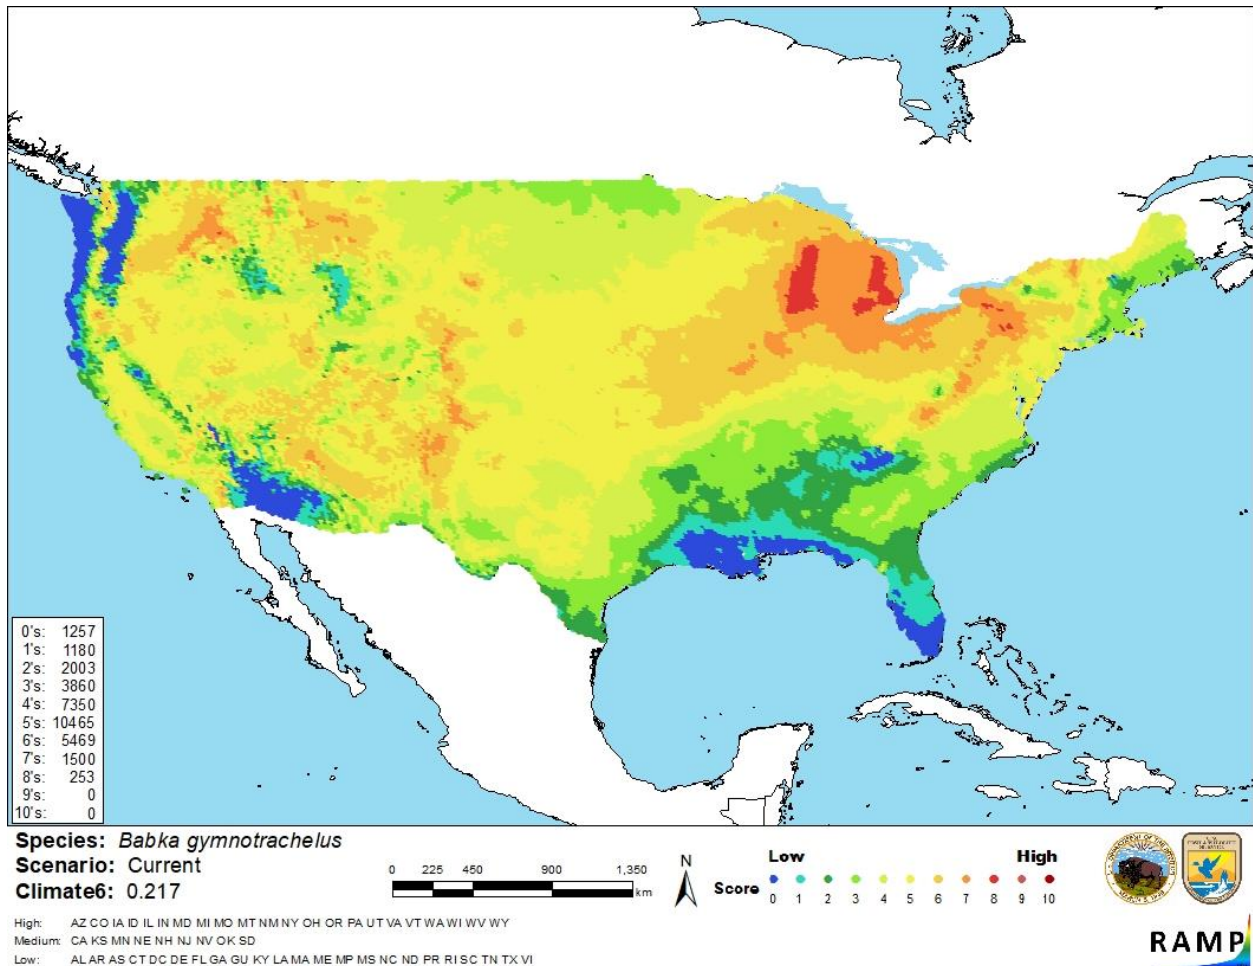 0's: 1257
1's: 1180
2's: 2003
3's: 3860
4's: 7350
5's: 10465
6's: 5469
7's: 1500
8's: 253
9's: 0
10's: 0
Species: Babka gymnotrachelus
Scenario: Current
Climate6: 0.217
0 225 450 900 1,350
km
N
Low High
Score 0 1 2 3 4 5 6 7 8 9 10
High: AZ CO IA ID IL IN MD MI MO MT NM NY OH OR PA UT VA VT WA WI WV WY
Medium: CA KS MN NE NH NJ NV OK SD
Low: AL AR AS CT DC DE FL GA GU KY LA MA ME MP MS NC ND PR RI SC TN TX VI
RAMP